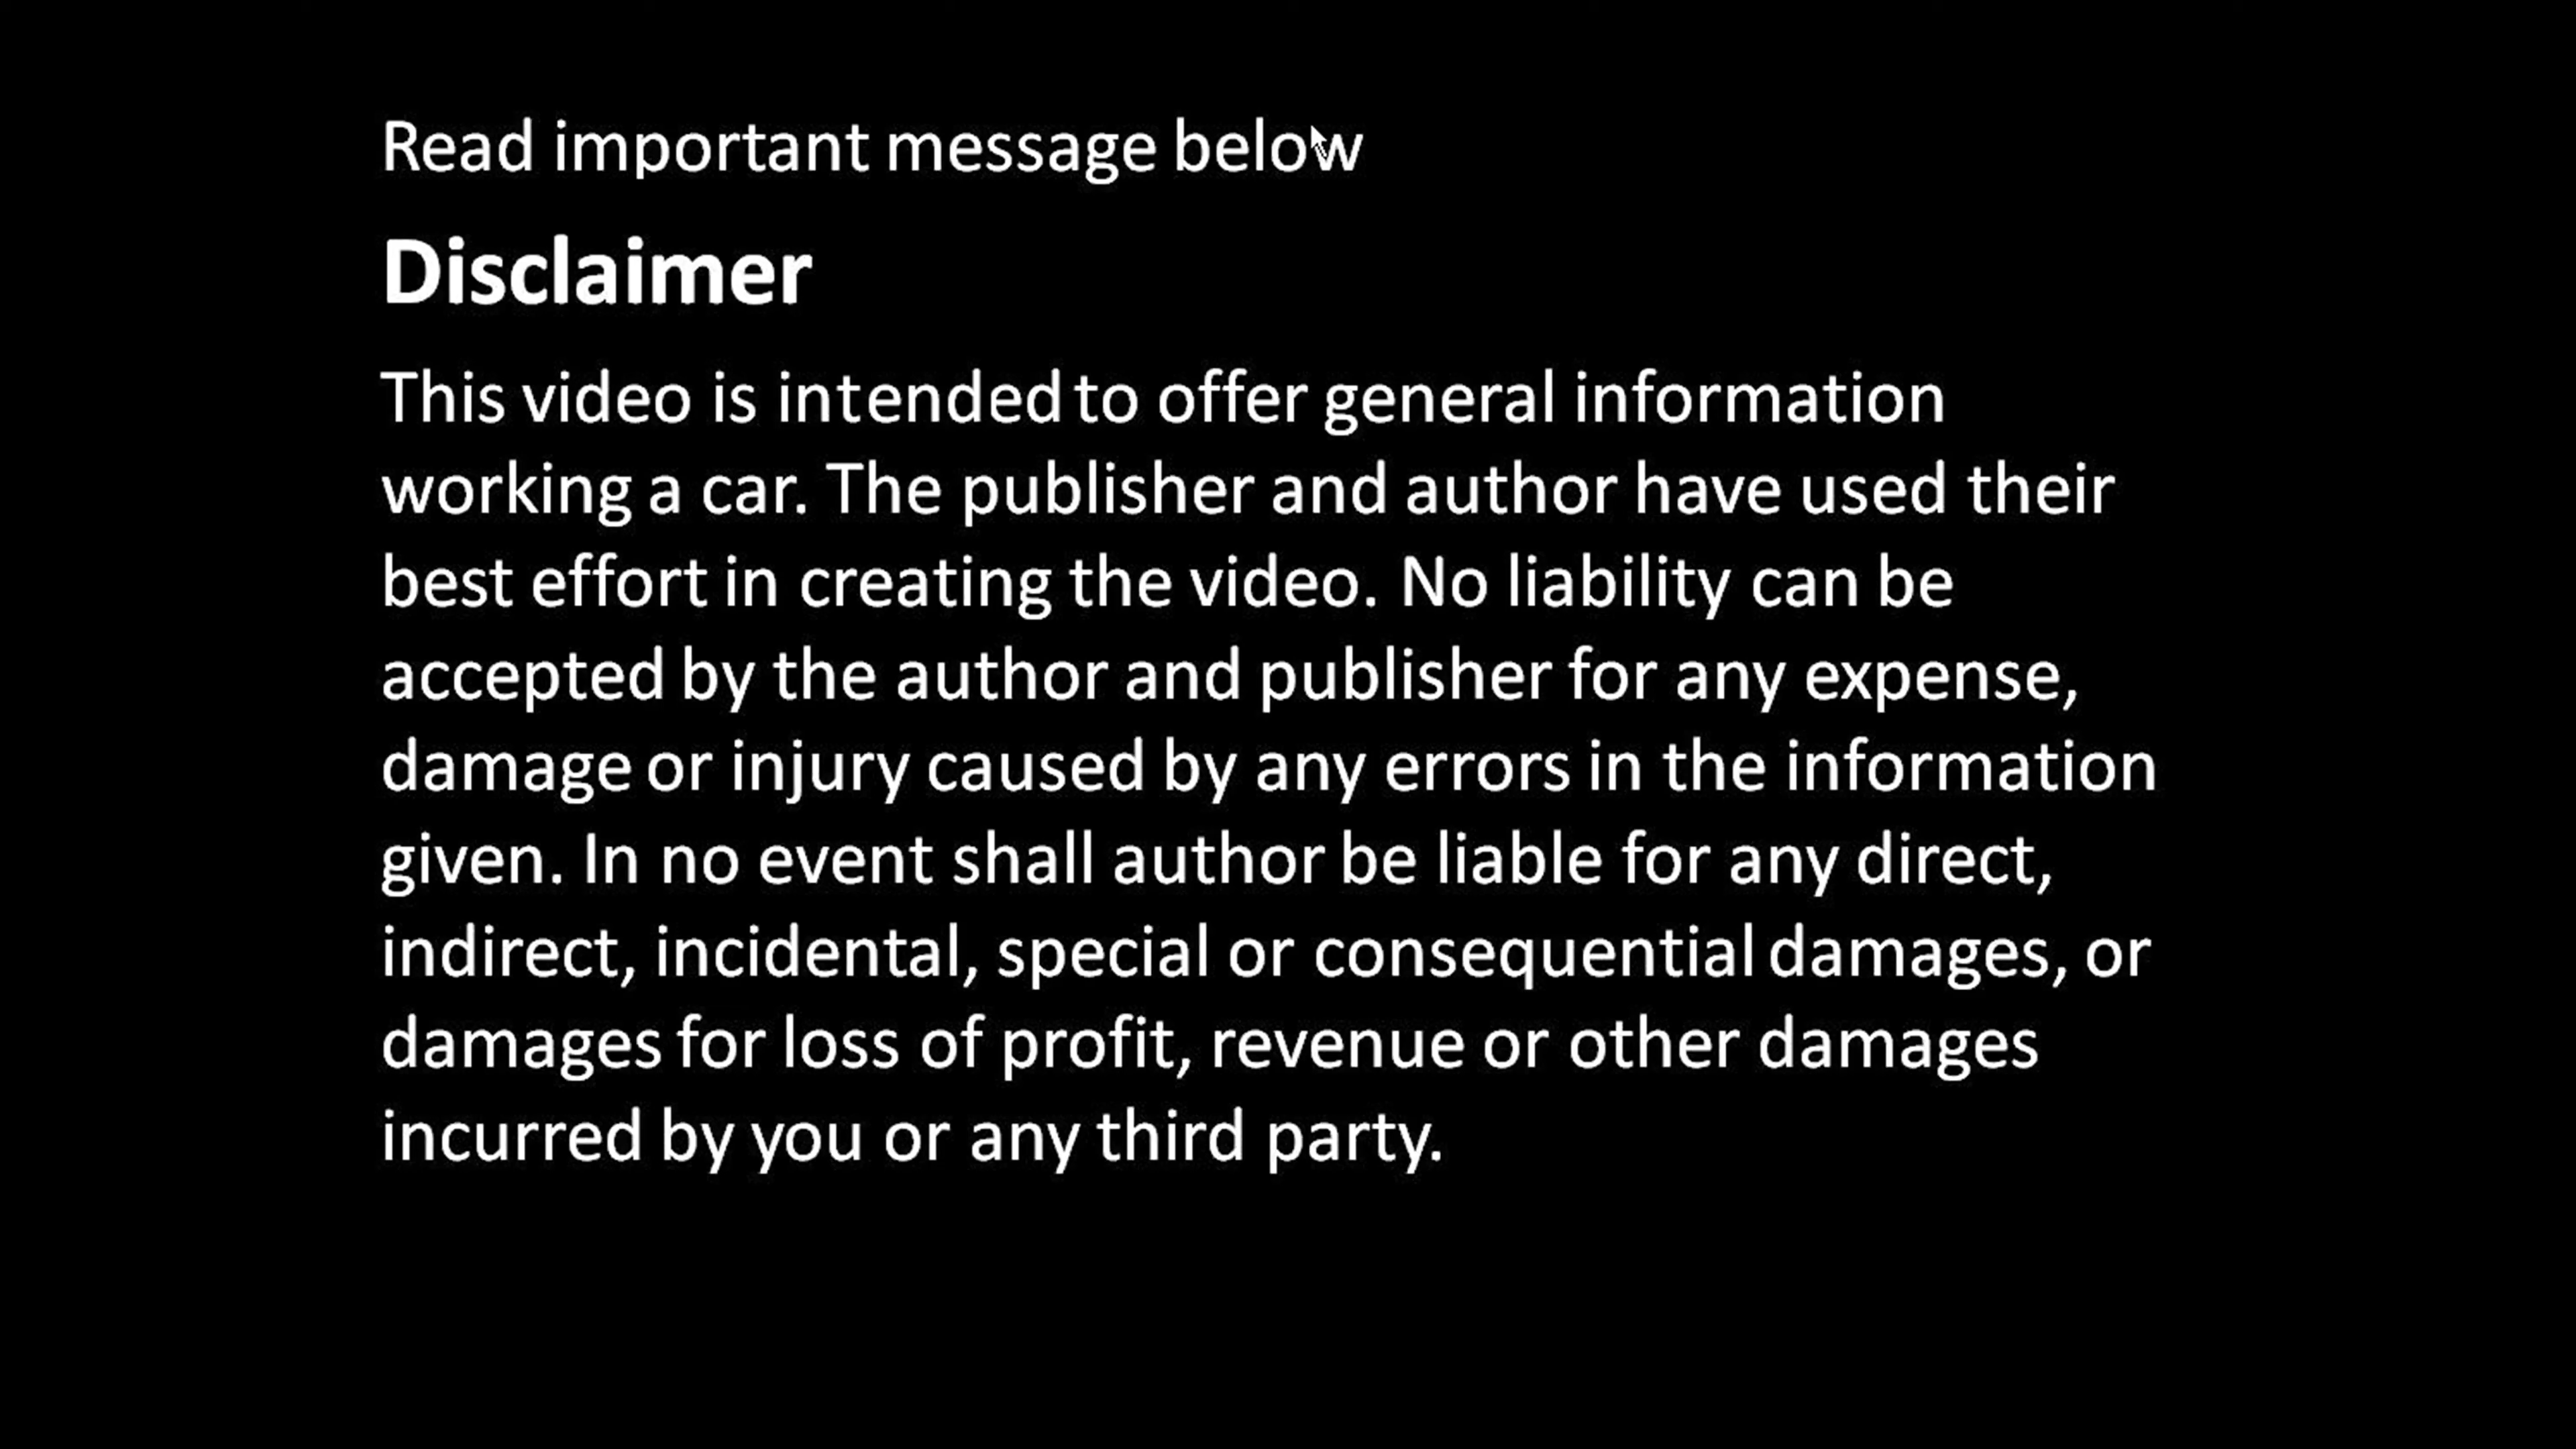 Read important message below
Disclaimer
This video is intended to offer general information
working a car. The publisher and author have used their
best effort in creating the video. No liability can be
accepted by the author and publisher for any expense,
damage or injury caused by any errors in the information
given. In no event shall author be liable for any direct,
indirect, incidental, special or consequential damages, or
damages for loss of profit, revenue or other damages
incurred by you or any third party.